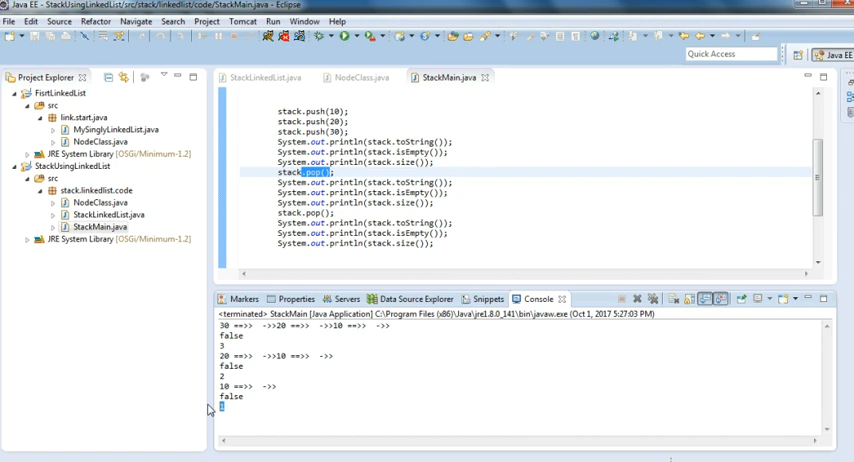 Java EE - StackUsingLinkedList/src/stack/linkedlist/code/StackMain.java - Eclipse
File Edit Source Refactor Navigate Search Project Tomcat Run Window Help
Quick Access
Java EE
Project Explorer
FisrtLinkedList
src
link.start.java
MySinglyLinkedList.java
NodeClass.java
JRE System Library [OSGi/Minimum-1.2]
StackUsingLinkedList
src
stack.linkedlist.code
NodeClass.java
StackLinkedList.java
StackMain.java
JRE System Library [OSGi/Minimum-1.2]
StackLinkedList.java NodeClass.java StackMain.java
stack.push(10);
stack.push(20);
stack.push(30);
System.out.println(stack.toString());
System.out.println(stack.isEmpty());
System.out.println(stack.size());
stack.pop();
System.out.println(stack.toString());
System.out.println(stack.isEmpty());
System.out.println(stack.size());
stack.pop();
System.out.println(stack.toString());
System.out.println(stack.isEmpty());
System.out.println(stack.size());
Markers Properties Servers Data Source Explorer Snippets Console
<terminated> StackMain [Java Application] C:\Program Files (x86)\Java\jre1.8.0_141\bin\javaw.exe (Oct 1, 2017 5:27:03 PM)
30 ==>> ->>20 ==>> ->>10 ==>> ->>
false
3
20 ==>> ->>10 ==>> ->>
false
2
10 ==>> ->>
false
1